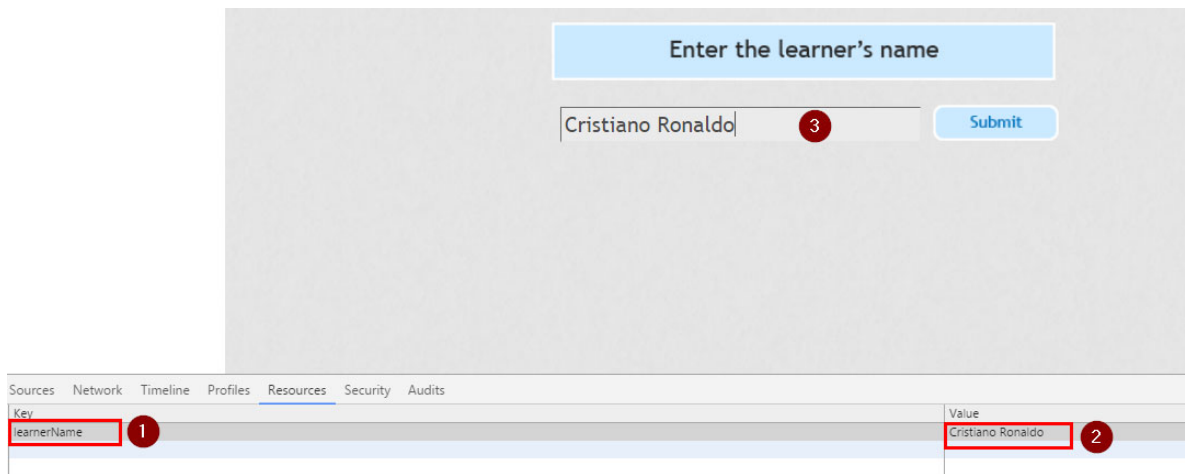 Enter the learner’s name
Cristiano Ronaldo 3 Submit
Sources Network Timeline Profiles Resources Security Audits
Key Value
learnerName 1 Cristiano Ronaldo 2